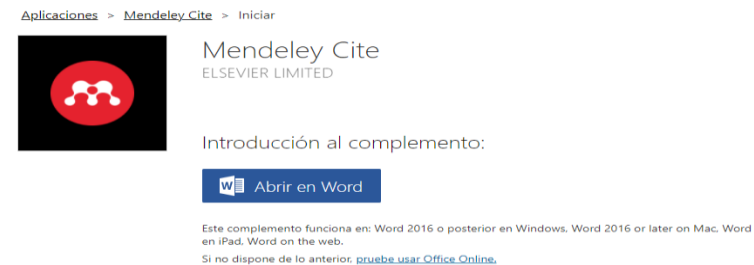 Aplicaciones > Mendeley Cite > Iniciar
Mendeley Cite
ELSEVIER LIMITED
Introducción al complemento:
Abrir en Word
Este complemento funciona en: Word 2016 o posterior en Windows, Word 2016 or later on Mac, Word
en iPad, Word on the web.
Si no dispone de lo anterior, pruebe usar Office Online.